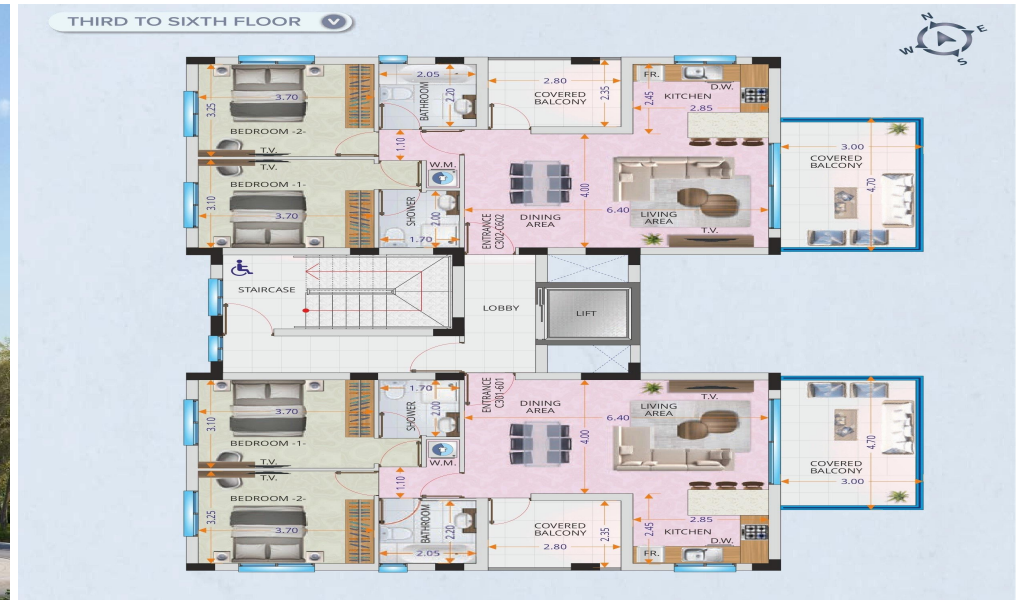 THIRD TO SIXTH FLOOR
N
E
W
S
2.05
BATHROOM
2.20
2.80
COVERED
BALCONY
2.35
FR.
D.W.
KITCHEN
2.45
2.85
3.25
3.70
BEDROOM -2-
T.V.
1.10
W.M.
3.00
COVERED
BALCONY
4.70
T.V.
BEDROOM -1-
3.10
3.70
SHOWER
2.00
1.70
ENTRANCE
C302-C602
DINING
AREA
4.00
6.40
LIVING
AREA
T.V.
STAIRCASE
LOBBY
LIFT
3.10
3.70
BEDROOM -1-
T.V.
1.70
SHOWER
2.00
W.M.
ENTRANCE
C301-601
DINING
AREA
4.00
6.40
LIVING
AREA
T.V.
4.70
COVERED
BALCONY
3.00
T.V.
BEDROOM -2-
3.25
3.70
1.10
BATHROOM
2.20
2.05
COVERED
BALCONY
2.35
2.80
2.45
2.85
KITCHEN
D.W.
FR.